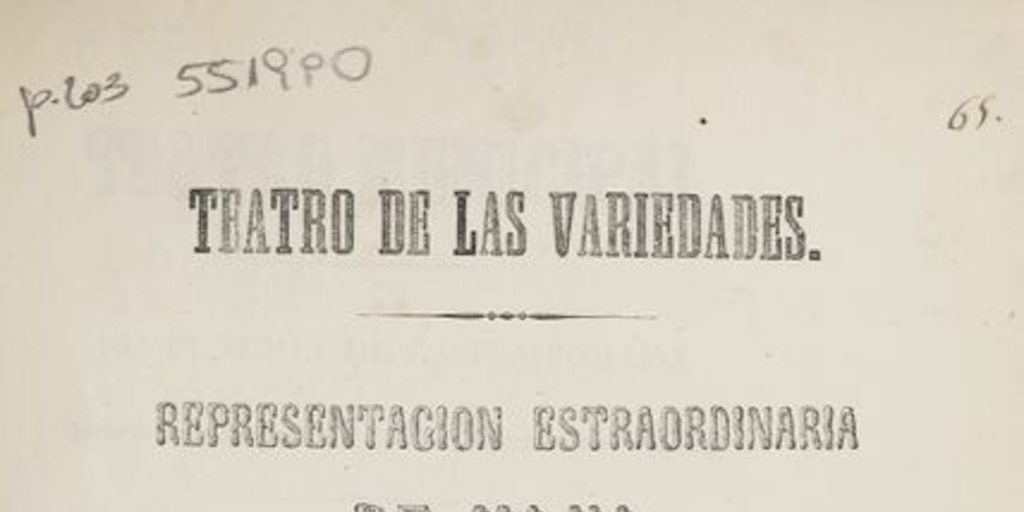 p. 203 551990
65.
TEATRO DE LAS VARIEDADES.
REPRESENTACION ESTRAORDINARIA